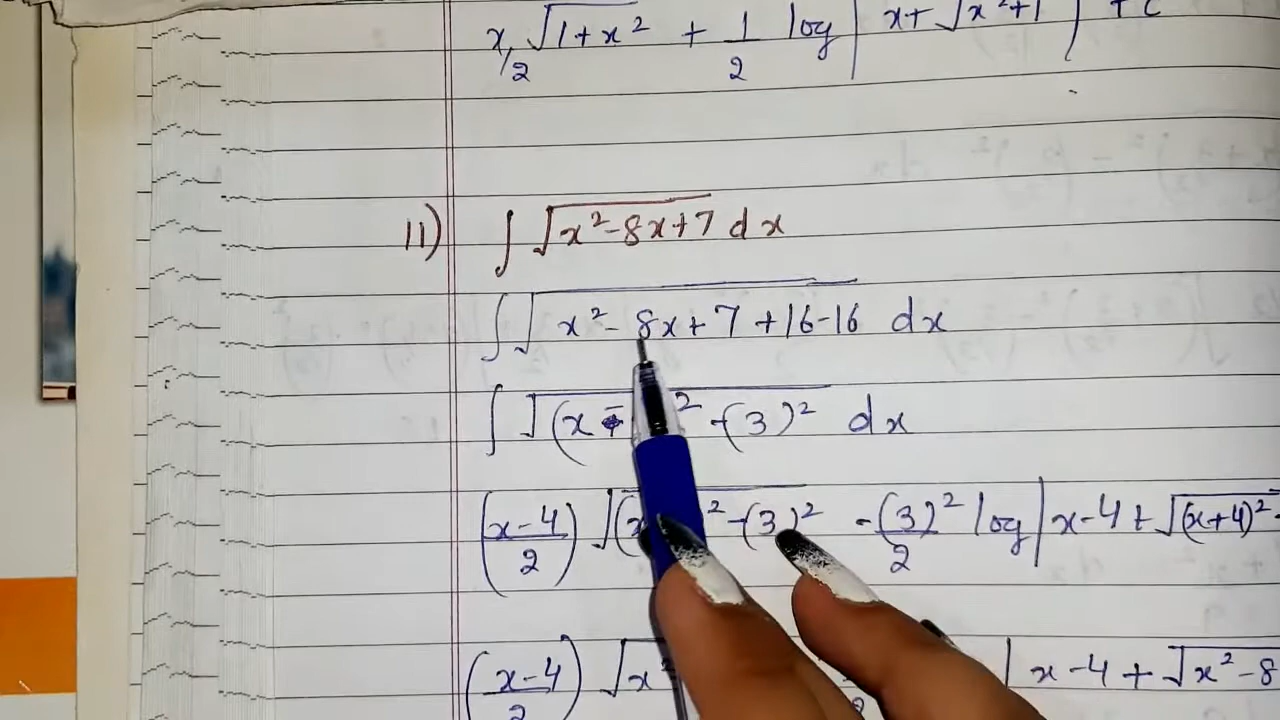 x/2 √1+x² + 1/2 log | x+ √x²+1 | + C
11) ∫ √x²-8x+7 dx
∫ √x²-8x+7+16-16 dx
∫ √(x- ² -(3)² dx
(x-4/2) √(x ² -(3)² - (3)²/2 log | x-4 + √(x+4)²-
(x-4/2) √x² | x-4 + √x²-8